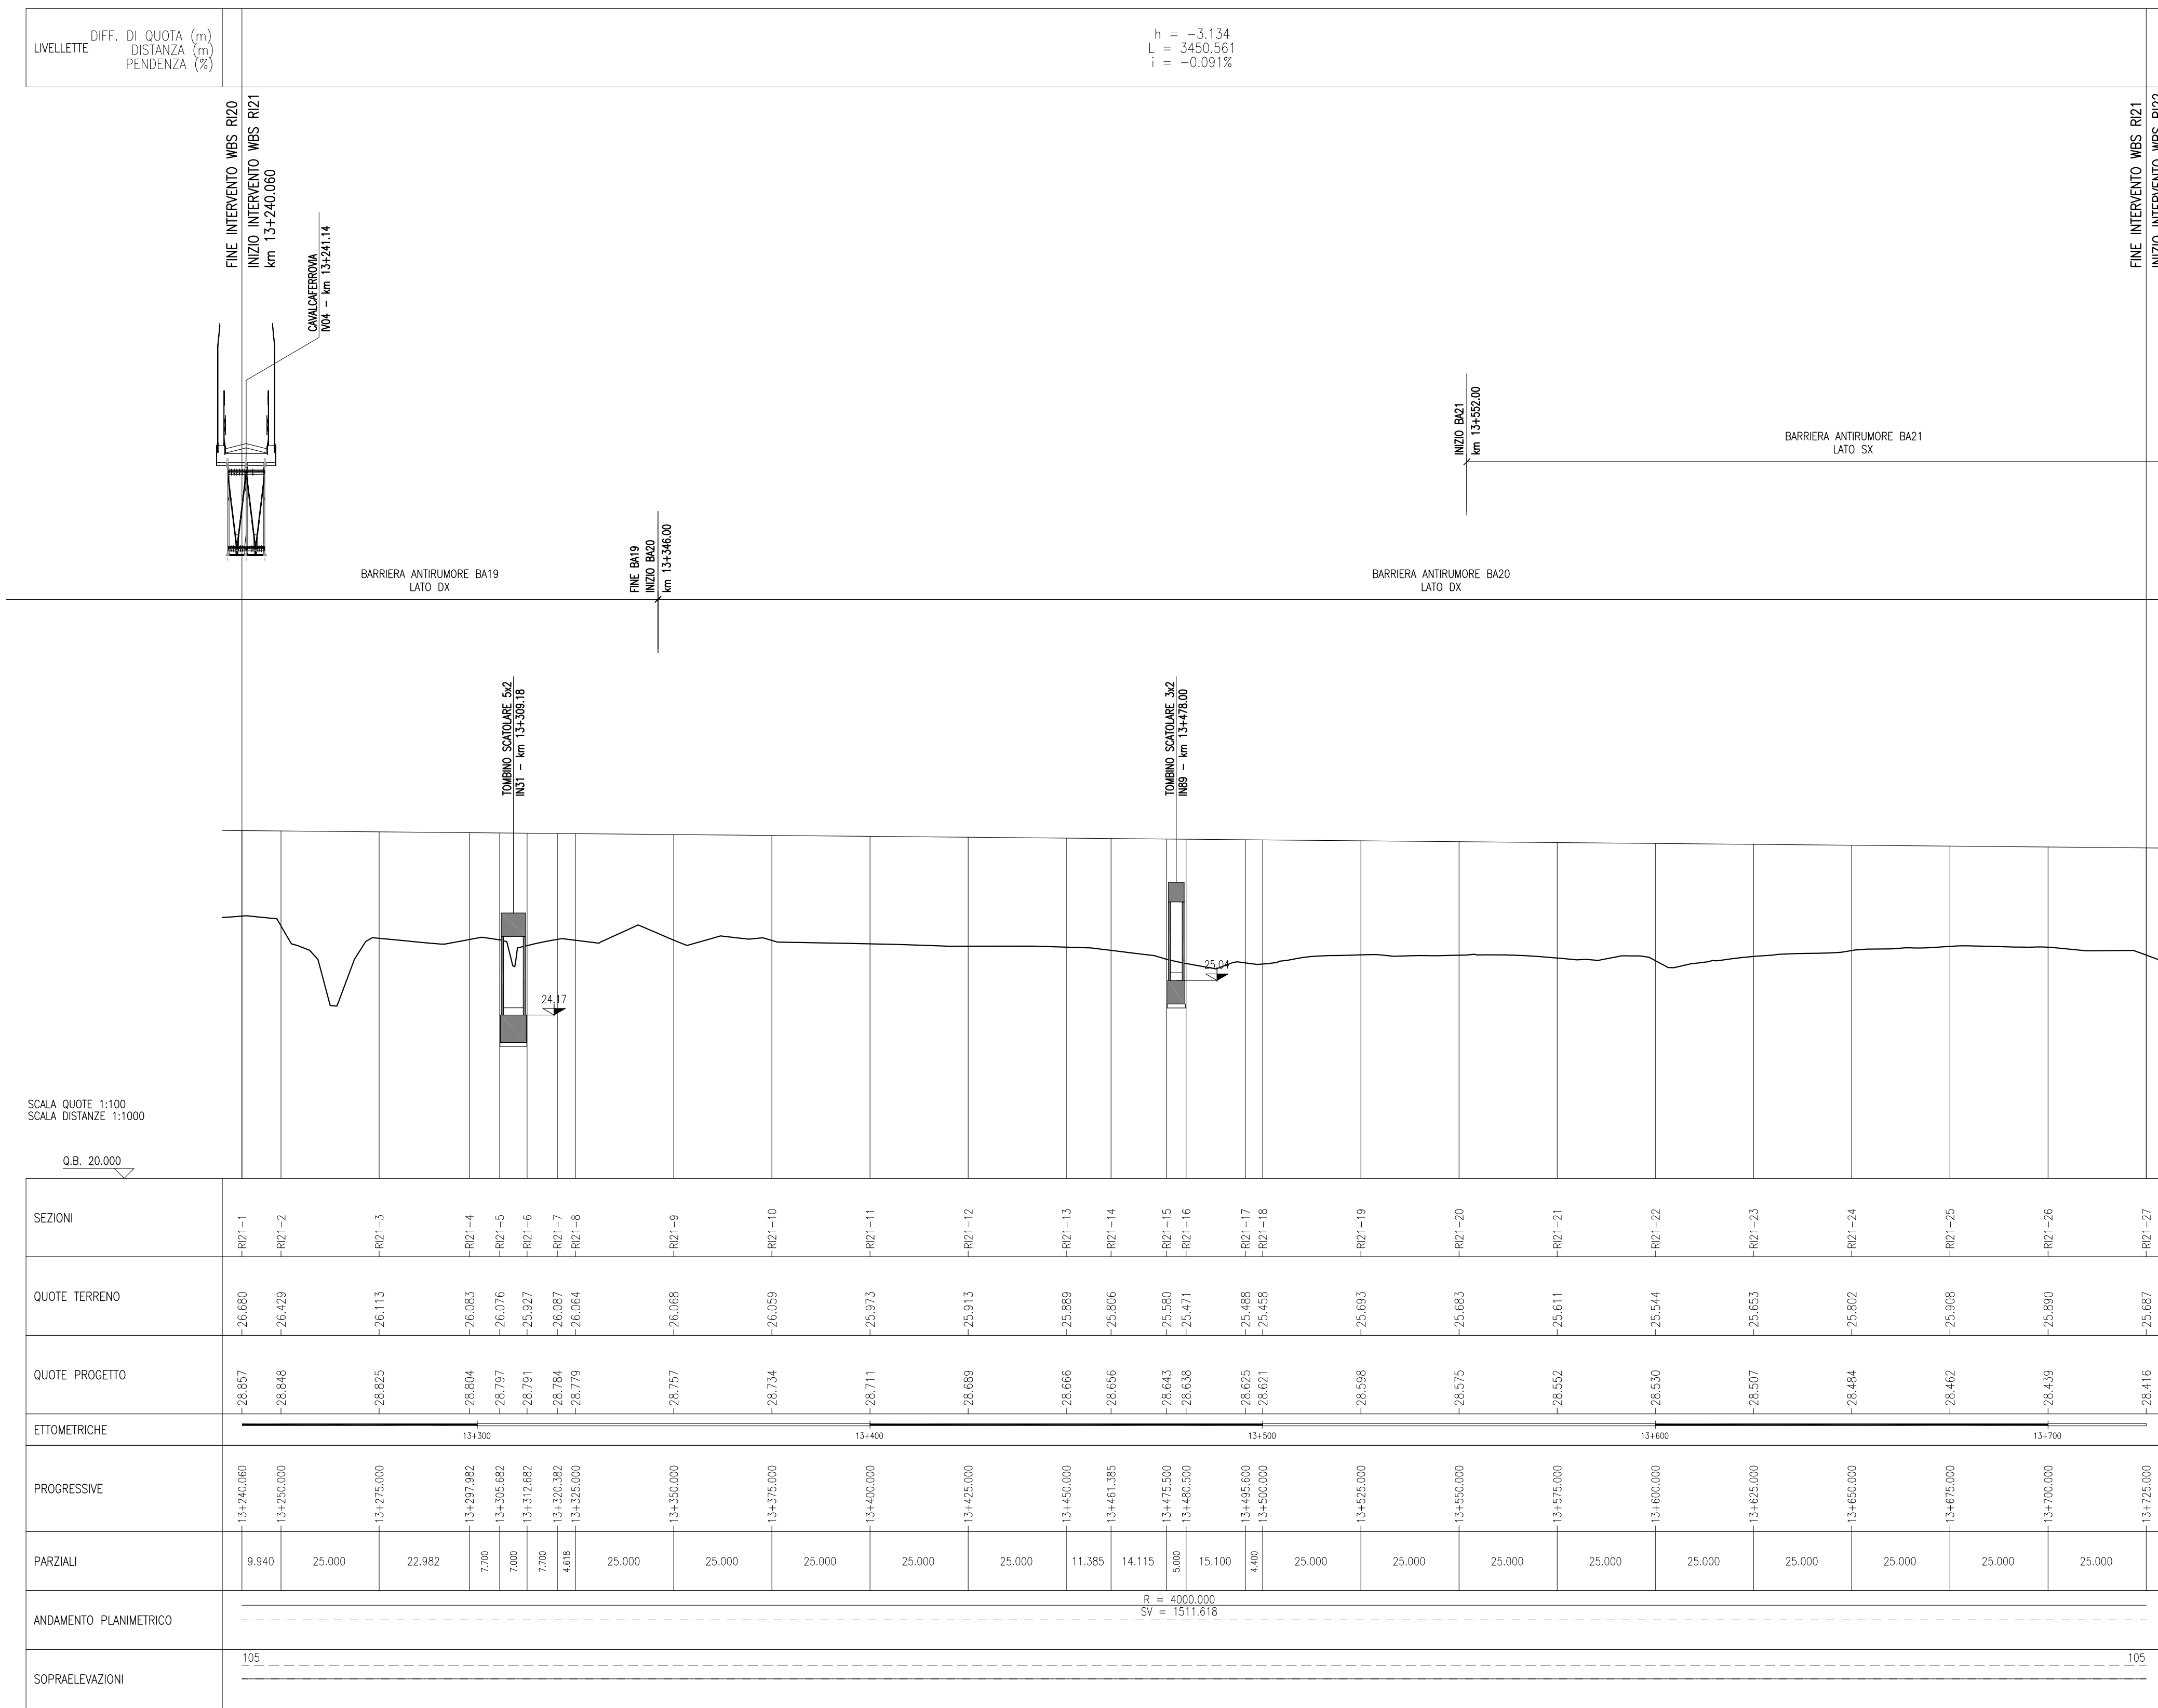 LIVELLETTE
DIFF. DI QUOTA (m)
DISTANZA (m)
PENDENZA (%)
h = -3.134
L = 3450.561
i = -0.091%
FINE INTERVENTO WBS RI20
INIZIO INTERVENTO WBS RI21
km 13+240.060
FINE INTERVENTO WBS RI21
INIZIO INTERVENTO WBS RI22
CAVALCAFERROVIA
IV04 - km 13+241.14
INIZIO BA21
km 13+552.00
BARRIERA ANTIRUMORE BA21
LATO SX
FINE BA19
INIZIO BA20
km 13+346.00
BARRIERA ANTIRUMORE BA19
LATO DX
BARRIERA ANTIRUMORE BA20
LATO DX
TOMBINO SCATOLARE 5x2
IN31 - km 13+309.18
TOMBINO SCATOLARE 3x2
IN89 - km 13+478.00
25.04
24.17
SCALA QUOTE 1:100
SCALA DISTANZE 1:1000
Q.B. 20.000
SEZIONI
RI21-1 RI21-2 RI21-3 RI21-4 RI21-5 RI21-6 RI21-7 RI21-8 RI21-9 RI21-10 RI21-11 RI21-12 RI21-13 RI21-14 RI21-15 RI21-16 RI21-17 RI21-18 RI21-19 RI21-20 RI21-21 RI21-22 RI21-23 RI21-24 RI21-25 RI21-26 RI21-27
QUOTE TERRENO
26.680 26.429 26.113 26.083 26.076 25.927 26.087 26.064 26.068 26.059 25.973 25.913 25.889 25.806 25.580 25.471 25.488 25.458 25.693 25.683 25.611 25.544 25.653 25.802 25.908 25.890 25.687
QUOTE PROGETTO
28.857 28.848 28.825 28.804 28.797 28.791 28.784 28.779 28.757 28.734 28.711 28.689 28.666 28.656 28.643 28.638 28.625 28.621 28.598 28.575 28.552 28.530 28.507 28.484 28.462 28.439 28.416
ETTOMETRICHE
13+300 13+400 13+500 13+600 13+700
PROGRESSIVE
13+240.060 13+250.000 13+275.000 13+297.982 13+305.682 13+312.682 13+320.382 13+325.000 13+350.000 13+375.000 13+400.000 13+425.000 13+450.000 13+461.385 13+475.500 13+480.500 13+495.600 13+500.000 13+525.000 13+550.000 13+575.000 13+600.000 13+625.000 13+650.000 13+675.000 13+700.000 13+725.000
PARZIALI
9.940 25.000 22.982 7.700 7.000 7.700 4.618 25.000 25.000 25.000 25.000 25.000 11.385 14.115 5.000 15.100 4.400 25.000 25.000 25.000 25.000 25.000 25.000 25.000 25.000 25.000
ANDAMENTO PLANIMETRICO
R = 4000.000
SV = 1511.618
SOPRAELEVAZIONI
105
105